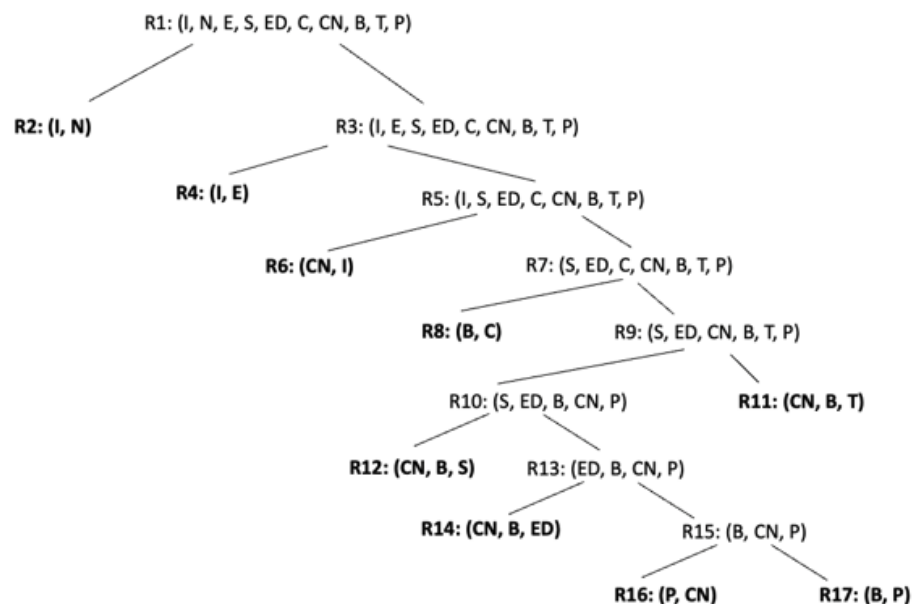 R1: (I, N, E, S, ED, C, CN, B, T, P)
R2: (I, N)
R3: (I, E, S, ED, C, CN, B, T, P)
R4: (I, E)
R5: (I, S, ED, C, CN, B, T, P)
R6: (CN, I)
R7: (S, ED, C, CN, B, T, P)
R8: (B, C)
R9: (S, ED, CN, B, T, P)
R10: (S, ED, B, CN, P)
R11: (CN, B, T)
R12: (CN, B, S)
R13: (ED, B, CN, P)
R14: (CN, B, ED)
R15: (B, CN, P)
R16: (P, CN)
R17: (B, P)